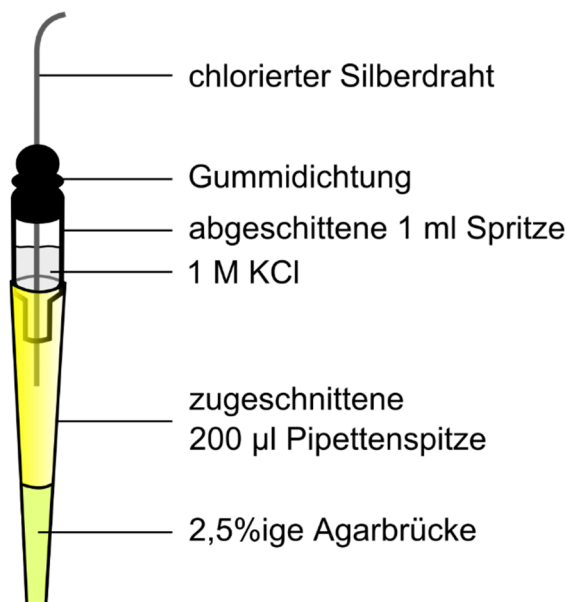 chlorierter Silberdraht
Gummidichtung
abgeschittene 1 ml Spritze
1 M KCl
zugeschnittene
200 µl Pipettenspitze
2,5%ige Agarbrücke